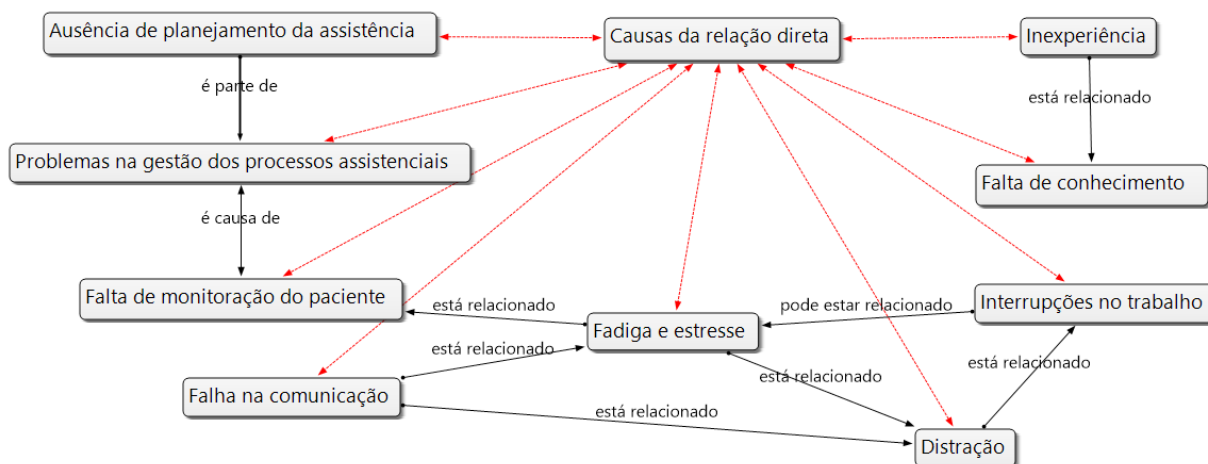 Ausência de planejamento da assistência
Causas da relação direta
Inexperiência
é parte de
está relacionado
Problemas na gestão dos processos assistenciais
Falta de conhecimento
é causa de
Falta de monitoração do paciente
está relacionado
pode estar relacionado
Interrupções no trabalho
Fadiga e estresse
está relacionado
está relacionado
está relacionado
Falha na comunicação
está relacionado
Distração